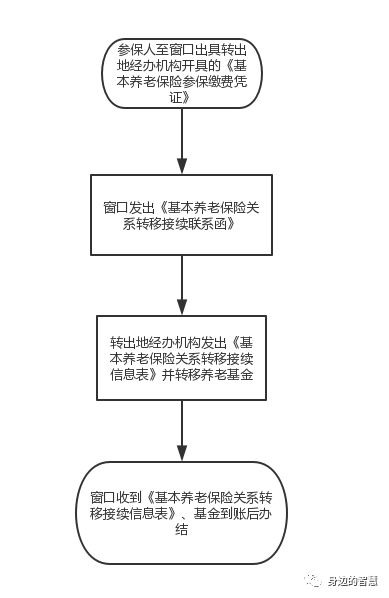 参保人至窗口出具转出
地经办机构开具的《基
本养老保险参保缴费凭
证》
窗口发出《基本养老保险关
系转移接续联系函》
转出地经办机构发出《基
本养老保险关系转移接续
信息表》并转移养老基金
窗口收到《基本养老保险关系转
移接续信息表》、基金到账后办
结
身边的智慧